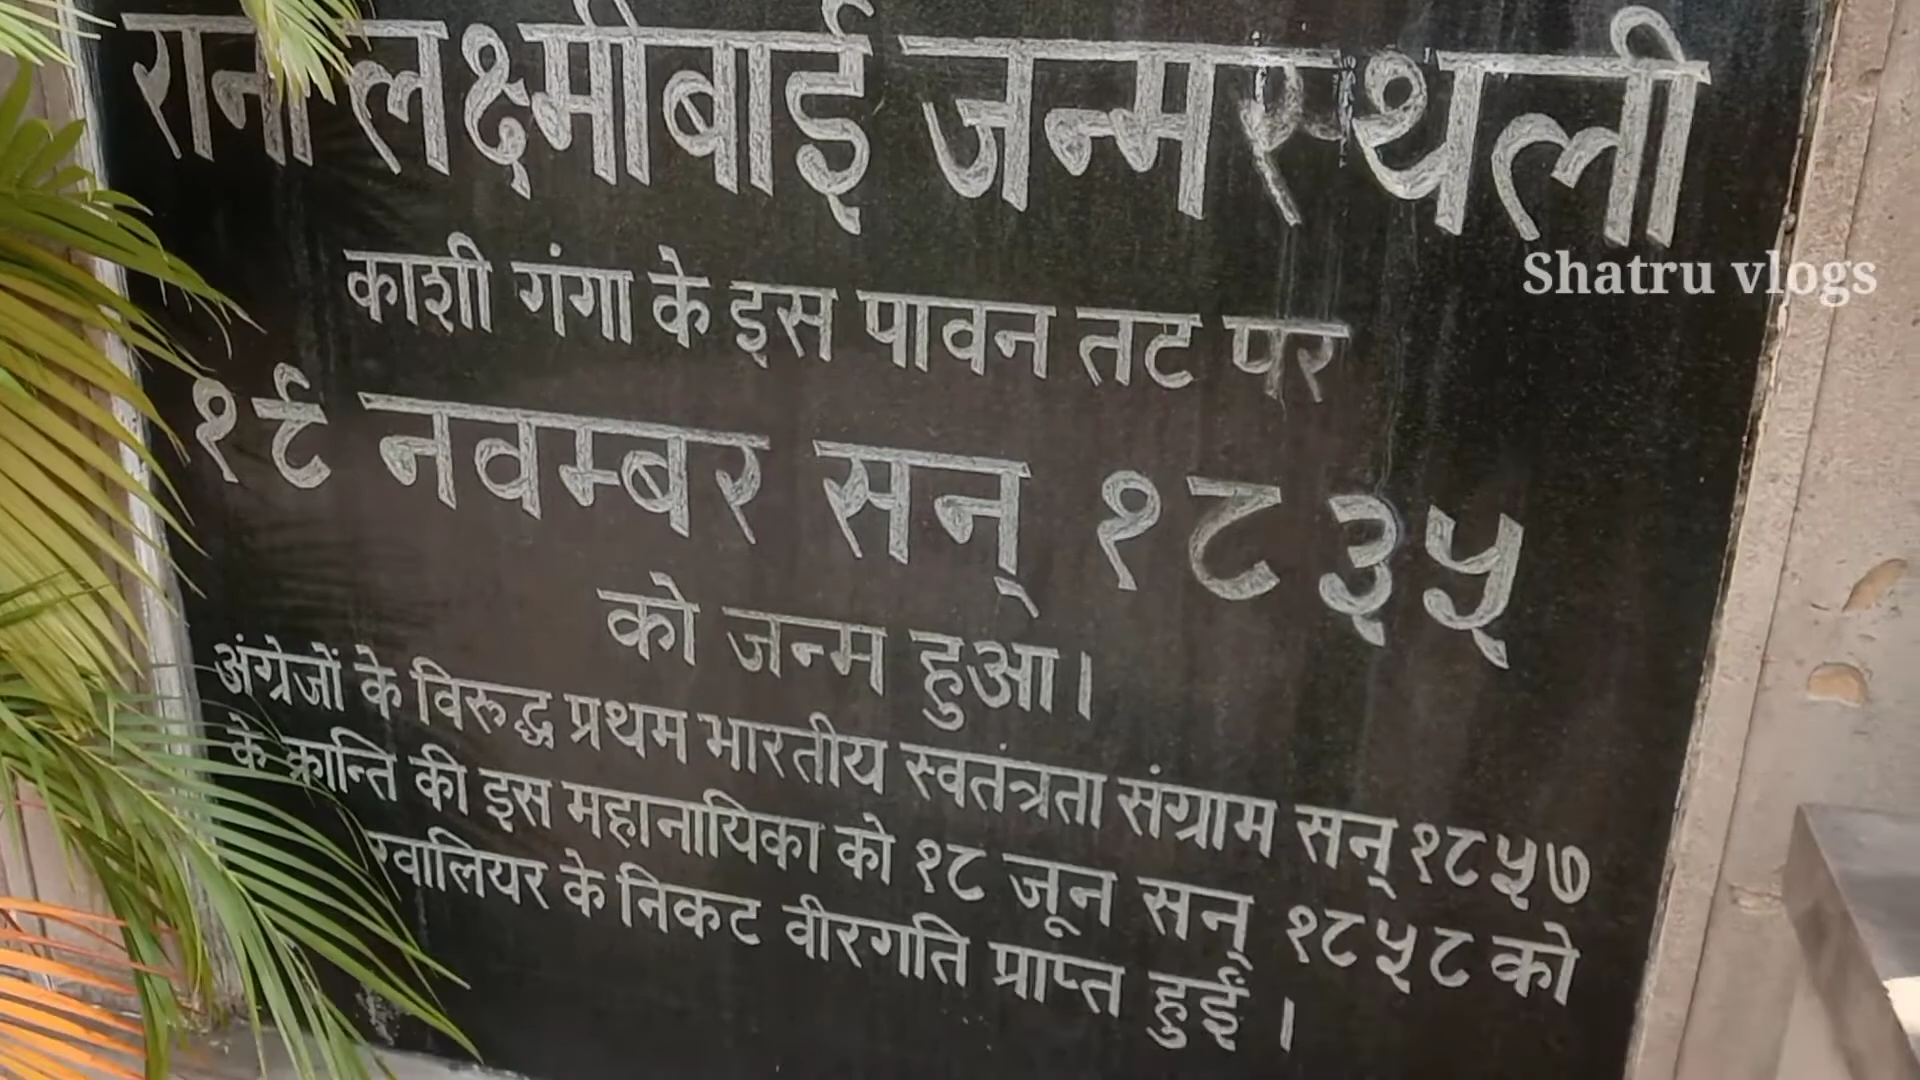 रानी लक्ष्मीबाई जन्मस्थली
काशी गंगा के इस पावन तट पर
१९ नवम्बर सन् १८३५
को जन्म हुआ।
अंग्रेजों के विरुद्ध प्रथम भारतीय स्वतंत्रता संग्राम सन् १८५७
के क्रान्ति की इस महानायिका को १८ जून सन् १८५८ को
ग्वालियर के निकट वीरगति प्राप्त हुईं ।
Shatru vlogs